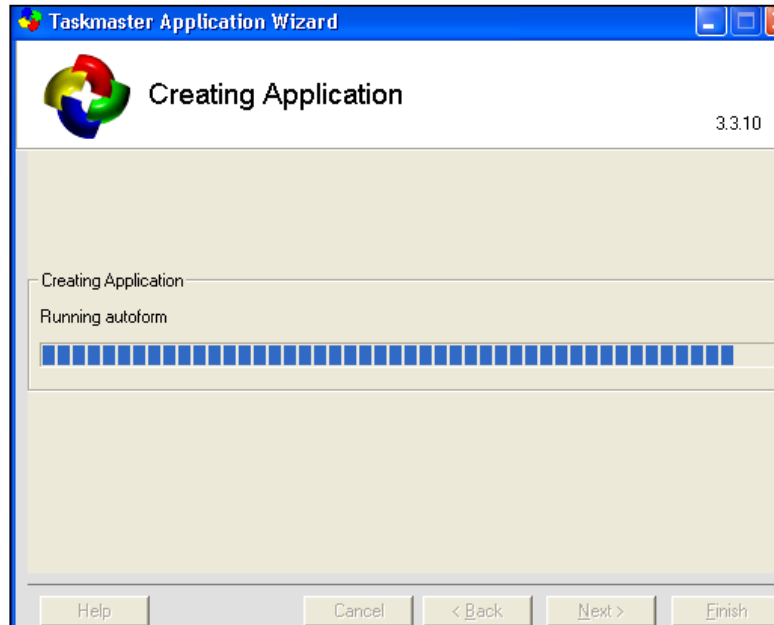 Taskmaster Application Wizard
Creating Application
3.3.10
Creating Application
Running autoform
Help
Cancel
< Back
Next >
Finish